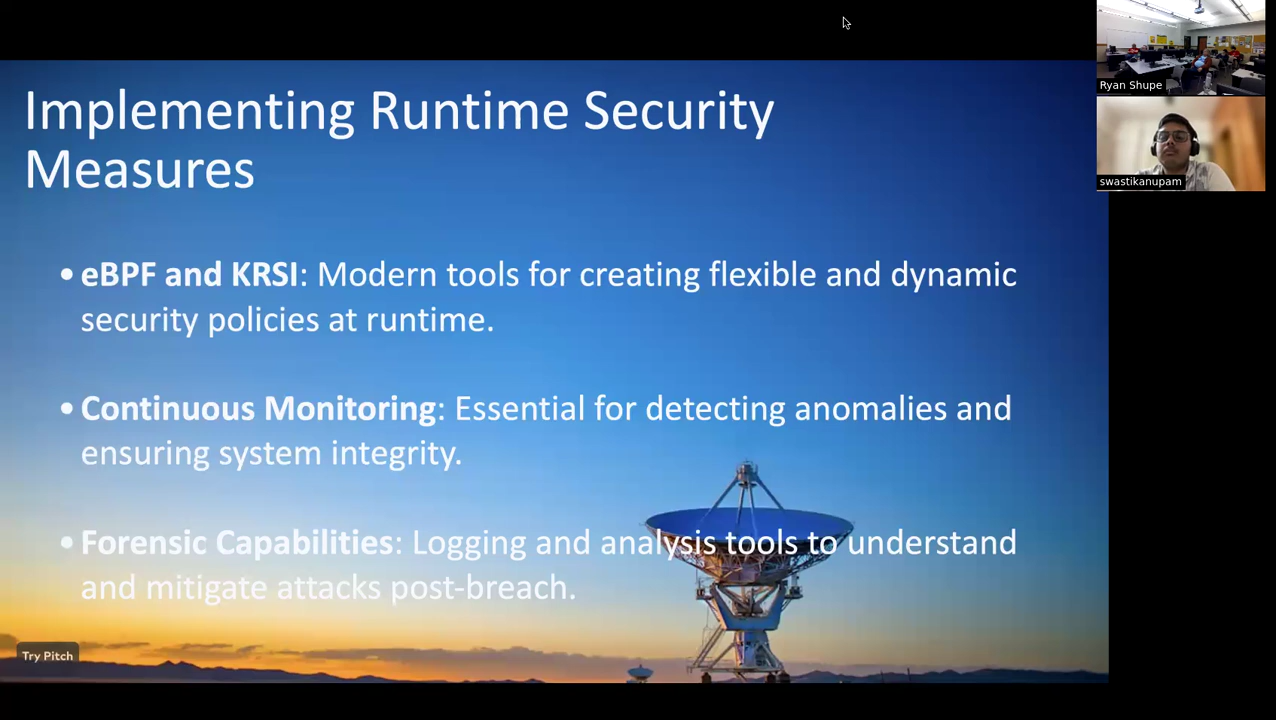 Implementing Runtime Security
Measures
• eBPF and KRSI: Modern tools for creating flexible and dynamic
security policies at runtime.
• Continuous Monitoring: Essential for detecting anomalies and
ensuring system integrity.
• Forensic Capabilities: Logging and analysis tools to understand
and mitigate attacks post-breach.
Try Pitch
Ryan Shupe
swastikanupam